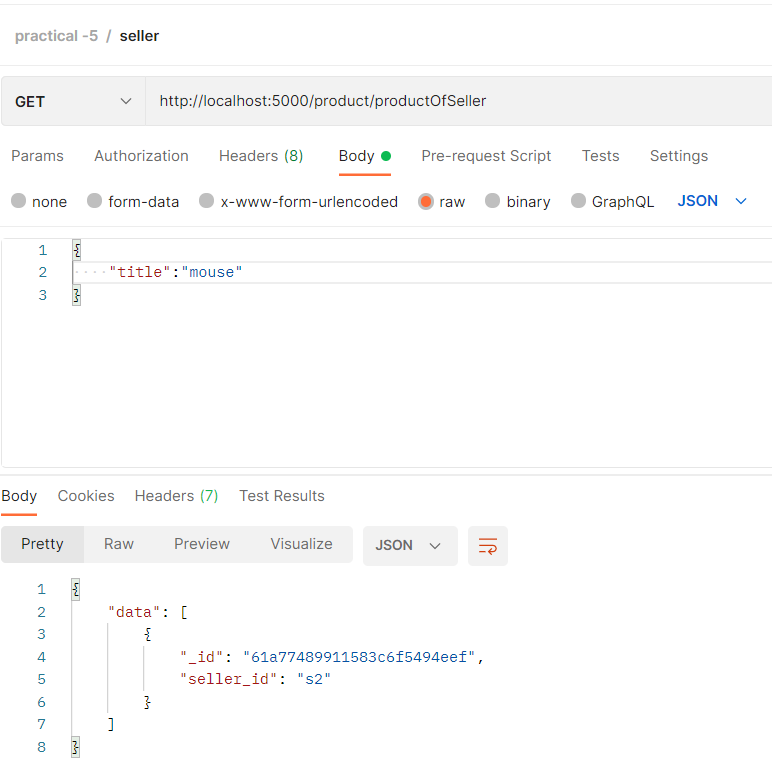 practical -5 / seller
GET http://localhost:5000/product/productOfSeller
Params Authorization Headers (8) Body Pre-request Script Tests Settings
none form-data x-www-form-urlencoded raw binary GraphQL JSON
1 {
2 ····"title":"mouse"
3 }
Body Cookies Headers (7) Test Results
Pretty Raw Preview Visualize JSON
1 {
2 "data": [
3 {
4 "_id": "61a77489911583c6f5494eef",
5 "seller_id": "s2"
6 }
7 ]
8 }